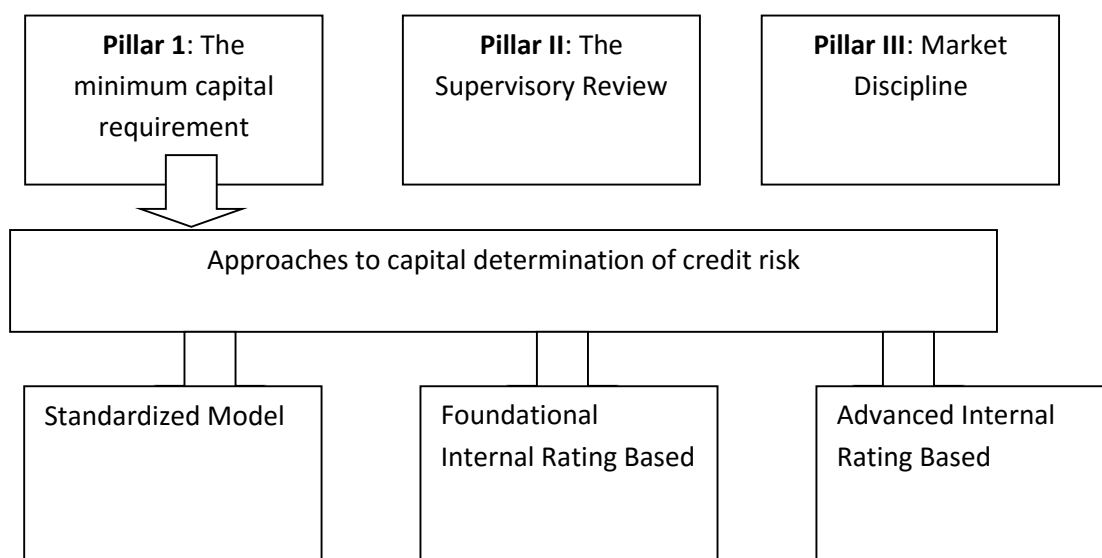 Pillar 1: The
minimum capital
requirement
Pillar II: The
Supervisory Review
Pillar III: Market
Discipline
Approaches to capital determination of credit risk
Standardized Model
Foundational
Internal Rating Based
Advanced Internal
Rating Based